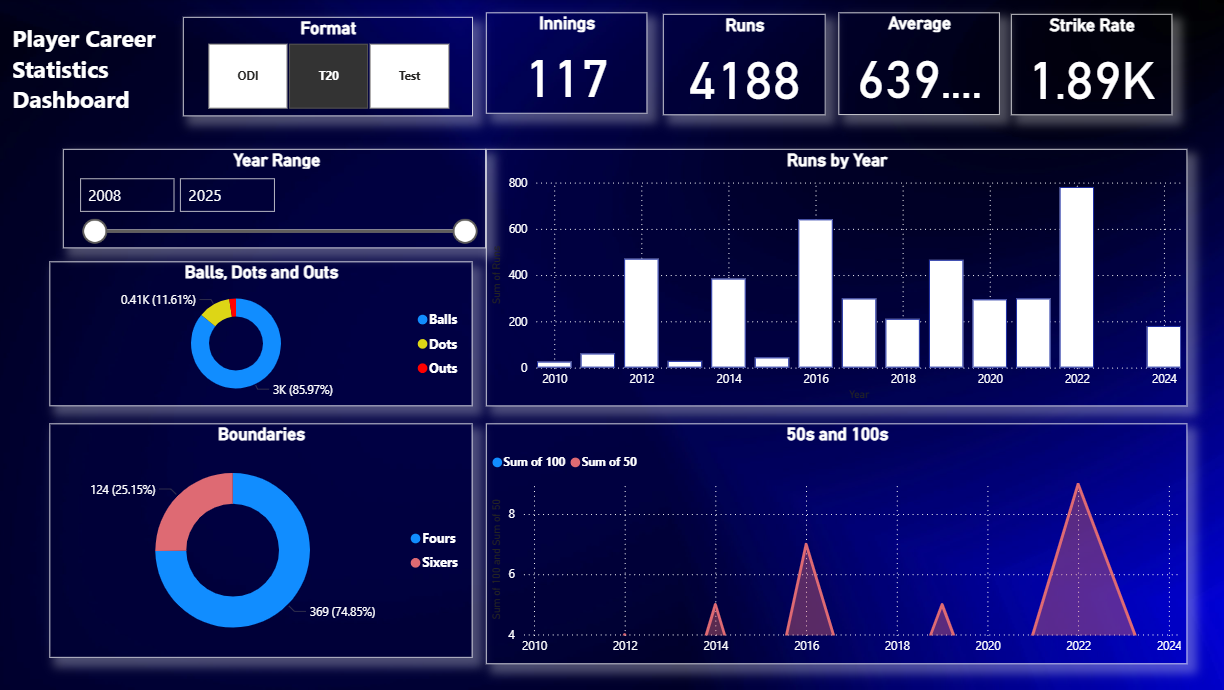 Player Career
Statistics
Dashboard
Format
ODI
T20
Test
Innings
117
Runs
4188
Average
639....
Strike Rate
1.89K
Year Range
2008
2025
Runs by Year
800
600
400
200
0
Sum of Runs
2010
2012
2014
2016
2018
2020
2022
2024
Year
Balls, Dots and Outs
0.41K (11.61%)
3K (85.97%)
Balls
Dots
Outs
Boundaries
124 (25.15%)
369 (74.85%)
Fours
Sixers
50s and 100s
Sum of 100
Sum of 50
Sum of 100 and Sum of 50
8
6
4
2010
2012
2014
2016
2018
2020
2022
2024